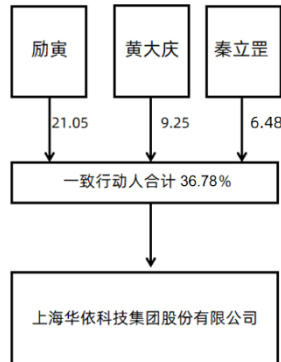 励寅 黄大庆 秦立罡
21.05 9.25 6.48
一致行动人合计 36.78%
上海华依科技集团股份有限公司